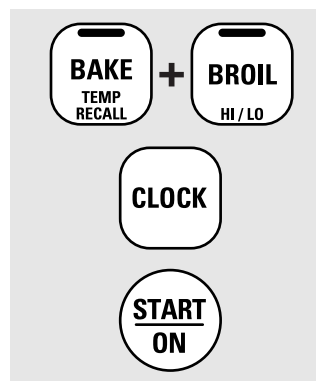 BAKE
TEMP
RECALL
+
BROIL
HI / LO
CLOCK
START
ON